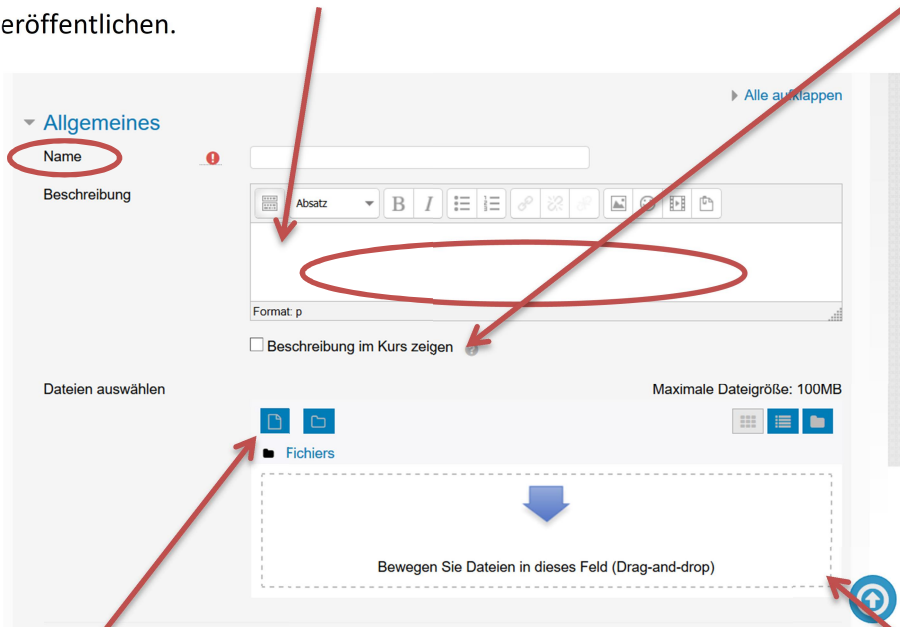 eröffentlichen.
Alle aufklappen
Allgemeines
Name
Beschreibung
Absatz
B I
Format: p
Beschreibung im Kurs zeigen
Dateien auswählen
Maximale Dateigröße: 100MB
Fichiers
Bewegen Sie Dateien in dieses Feld (Drag-and-drop)